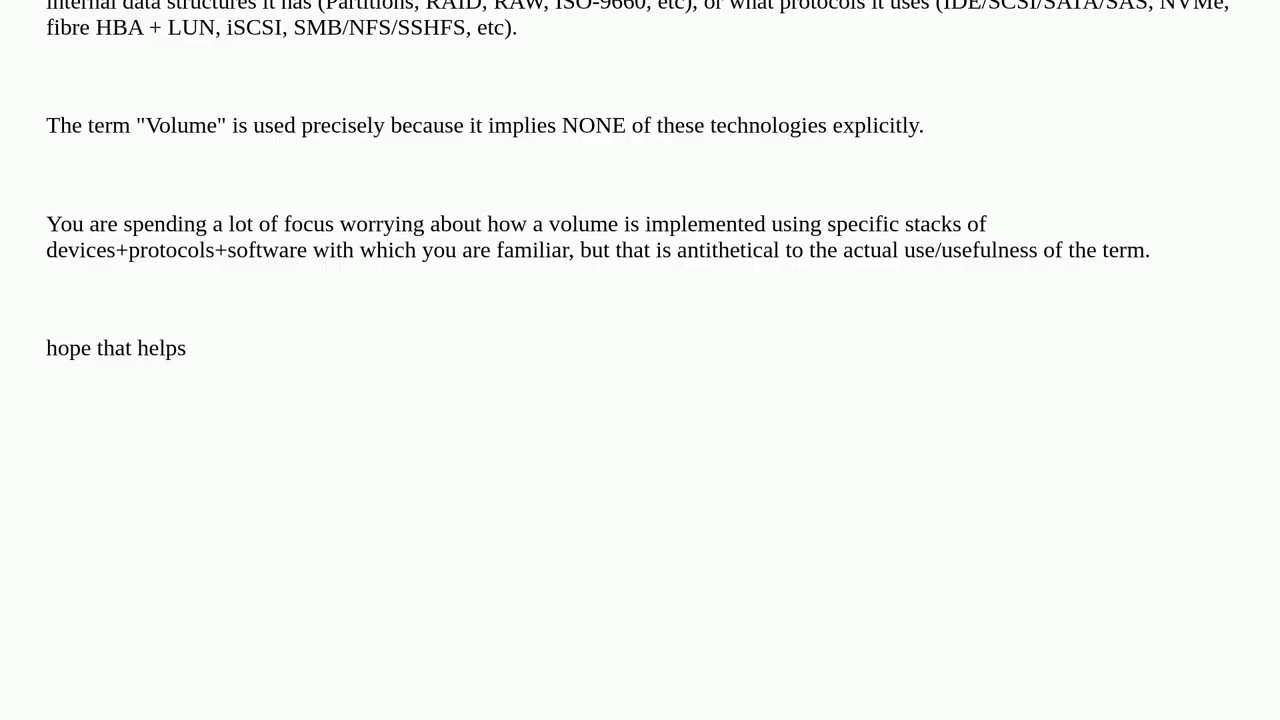 internal data structures it has (Partitions, RAID, RAW, ISO-9660, etc), or what protocols it uses (IDE/SCSI/SATA/SAS, NVMe,
fibre HBA + LUN, iSCSI, SMB/NFS/SSHFS, etc).
The term "Volume" is used precisely because it implies NONE of these technologies explicitly.
You are spending a lot of focus worrying about how a volume is implemented using specific stacks of
devices+protocols+software with which you are familiar, but that is antithetical to the actual use/usefulness of the term.
hope that helps